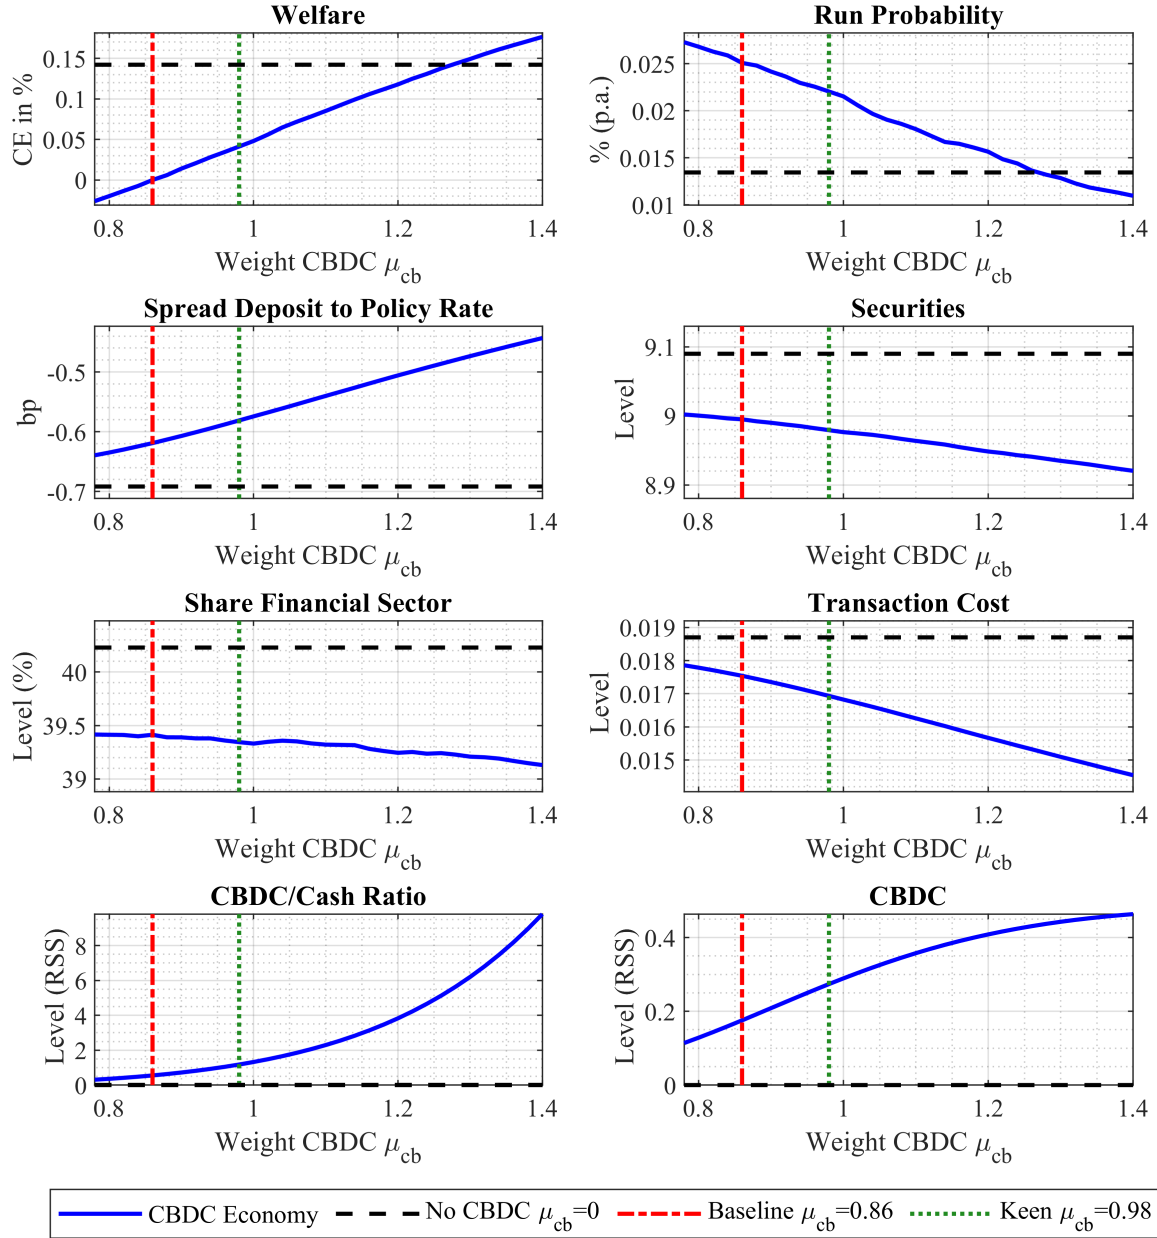 Welfare
CE in %
0.15
0.1
0.05
0
0.8 1 1.2 1.4
Weight CBDC μcb
Run Probability
% (p.a.)
0.025
0.02
0.015
0.01
0.8 1 1.2 1.4
Weight CBDC μcb
Spread Deposit to Policy Rate
bp
-0.5
-0.6
-0.7
0.8 1 1.2 1.4
Weight CBDC μcb
Securities
Level
9.1
9
8.9
0.8 1 1.2 1.4
Weight CBDC μcb
Share Financial Sector
Level (%)
40
39.5
39
0.8 1 1.2 1.4
Weight CBDC μcb
Transaction Cost
Level
0.019
0.018
0.017
0.016
0.015
0.8 1 1.2 1.4
Weight CBDC μcb
CBDC/Cash Ratio
Level (RSS)
8
6
4
2
0
0.8 1 1.2 1.4
Weight CBDC μcb
CBDC
Level (RSS)
0.4
0.2
0
0.8 1 1.2 1.4
Weight CBDC μcb
CBDC Economy No CBDC μcb=0 Baseline μcb=0.86 Keen μcb=0.98